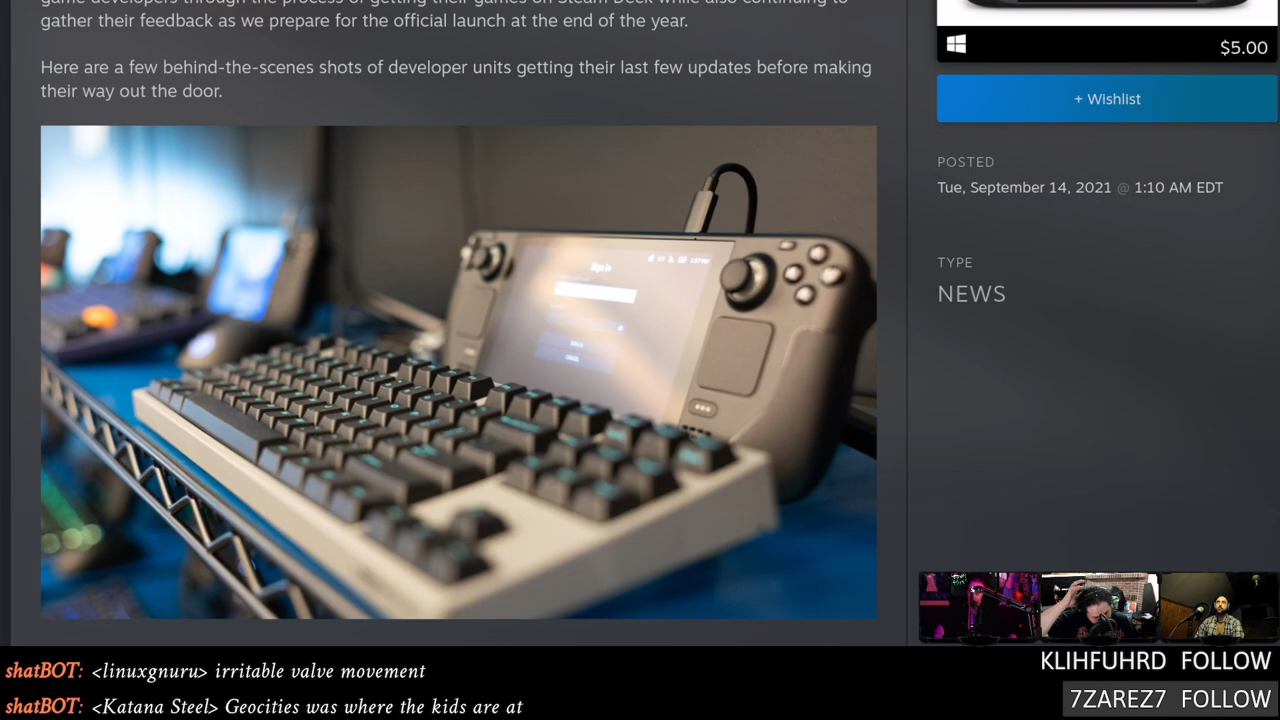 gather their feedback as we prepare for the official launch at the end of the year.
Here are a few behind-the-scenes shots of developer units getting their last few updates before making
their way out the door.
$5.00
+ Wishlist
POSTED
Tue, September 14, 2021 @ 1:10 AM EDT
TYPE
NEWS
Sign in
shatBOT: <linuxgnuru> irritable valve movement
shatBOT: <Katana Steel> Geocities was where the kids are at
KLIHFUHRD FOLLOW
7ZAREZ7 FOLLOW